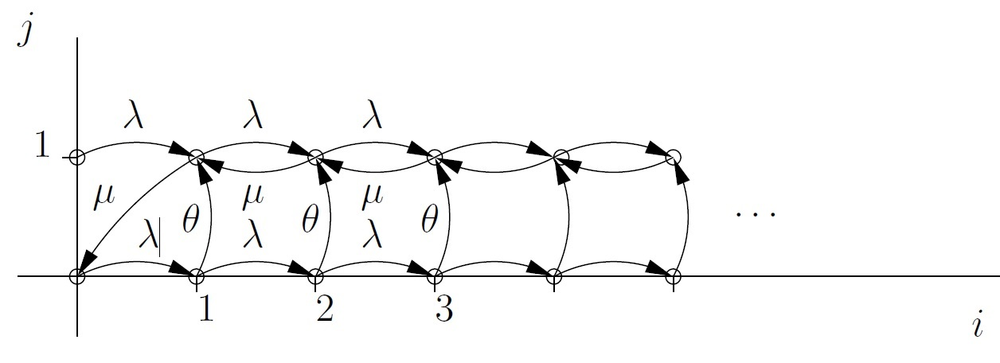 j
λ λ λ
1
μ θ μ θ μ θ
λ| λ λ
...
1 2 3
i